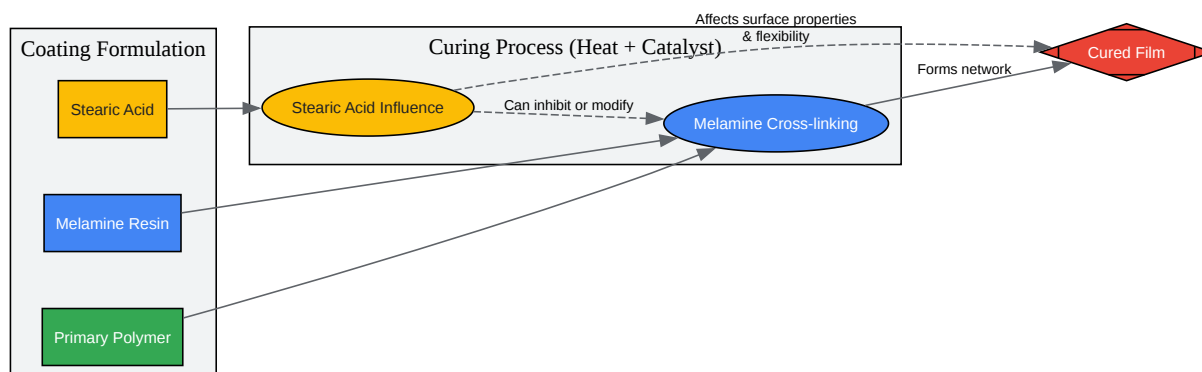 Coating Formulation
Stearic Acid
Melamine Resin
Primary Polymer
Curing Process (Heat + Catalyst)
Stearic Acid Influence
Can inhibit or modify
Melamine Cross-linking
Affects surface properties
& flexibility
Forms network
Cured Film